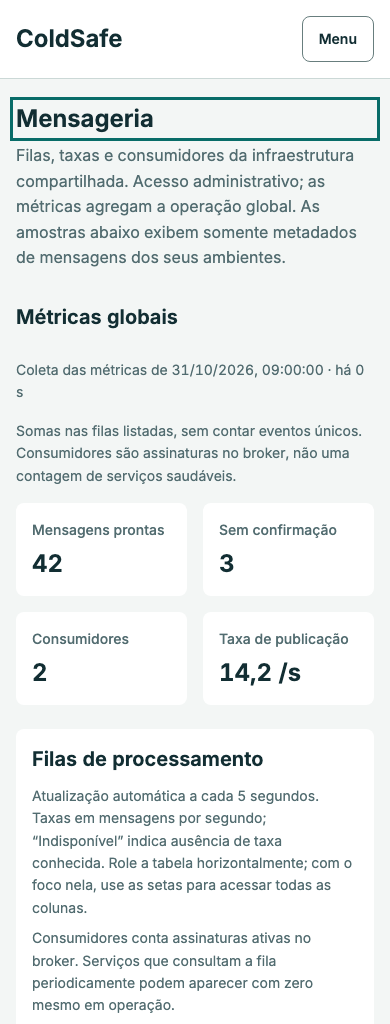 ColdSafe
Menu
Mensageria
Filas, taxas e consumidores da infraestrutura
compartilhada. Acesso administrativo; as
métricas agregam a operação global. As
amostras abaixo exibem somente metadados
de mensagens dos seus ambientes.
Métricas globais
Coleta das métricas de 31/10/2026, 09:00:00 · há 0
s
Somas nas filas listadas, sem contar eventos únicos.
Consumidores são assinaturas no broker, não uma
contagem de serviços saudáveis.
Mensagens prontas
42
Sem confirmação
3
Consumidores
2
Taxa de publicação
14,2 /s
Filas de processamento
Atualização automática a cada 5 segundos.
Taxas em mensagens por segundo;
“Indisponível” indica ausência de taxa
conhecida. Role a tabela horizontalmente; com o
foco nela, use as setas para acessar todas as
colunas.
Consumidores conta assinaturas ativas no
broker. Serviços que consultam a fila
periodicamente podem aparecer com zero
mesmo em operação.